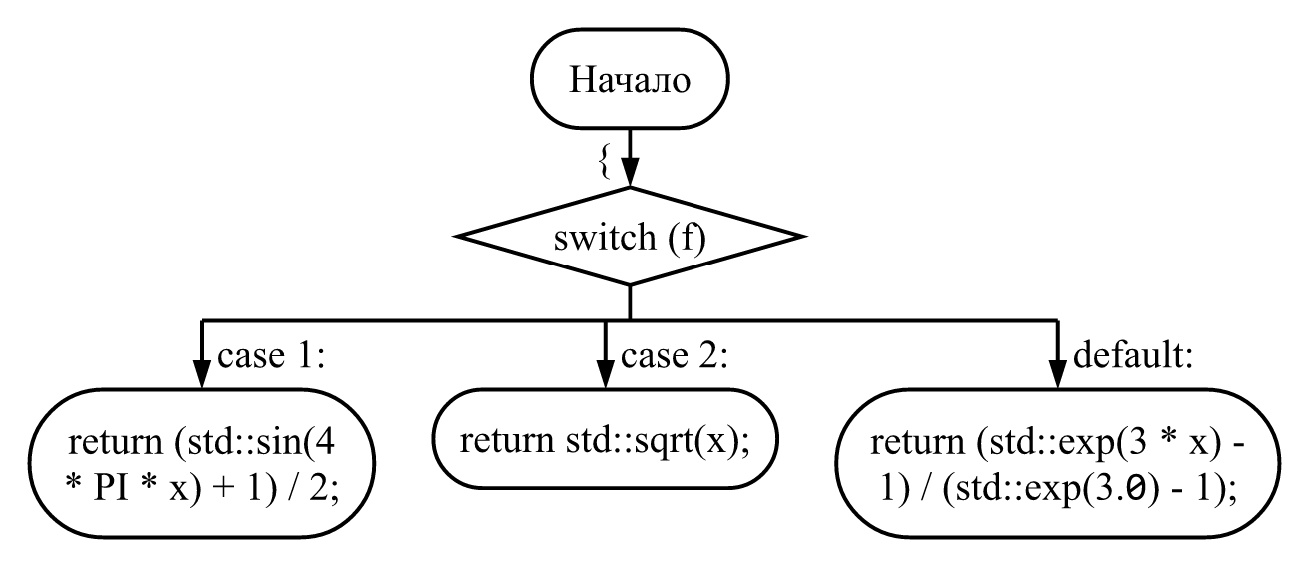 Начало
{
switch (f)
case 1:
case 2:
default:
return (std::sin(4
* PI * x) + 1) / 2;
return std::sqrt(x);
return (std::exp(3 * x) -
1) / (std::exp(3.0) - 1);